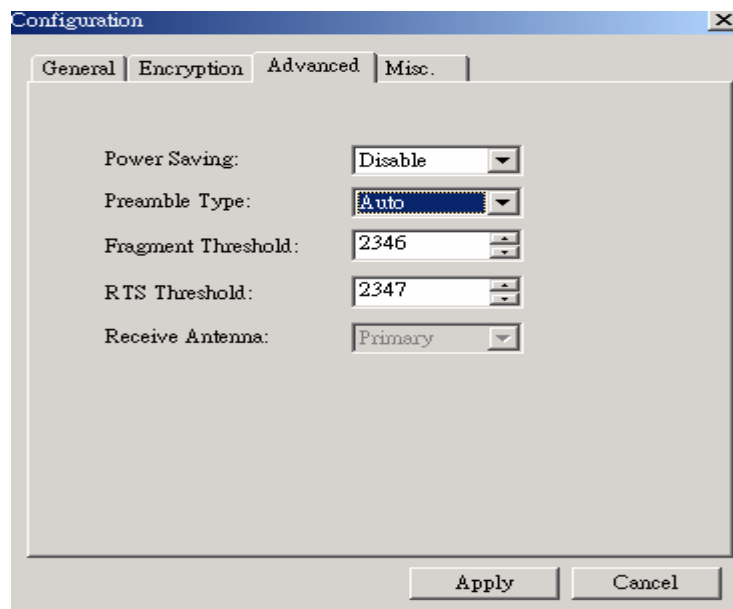 Configuration
General Encryption Advanced Misc.
Power Saving: Disable
Preamble Type: Auto
Fragment Threshold: 2346
RTS Threshold: 2347
Receive Antenna: Primary
Apply Cancel